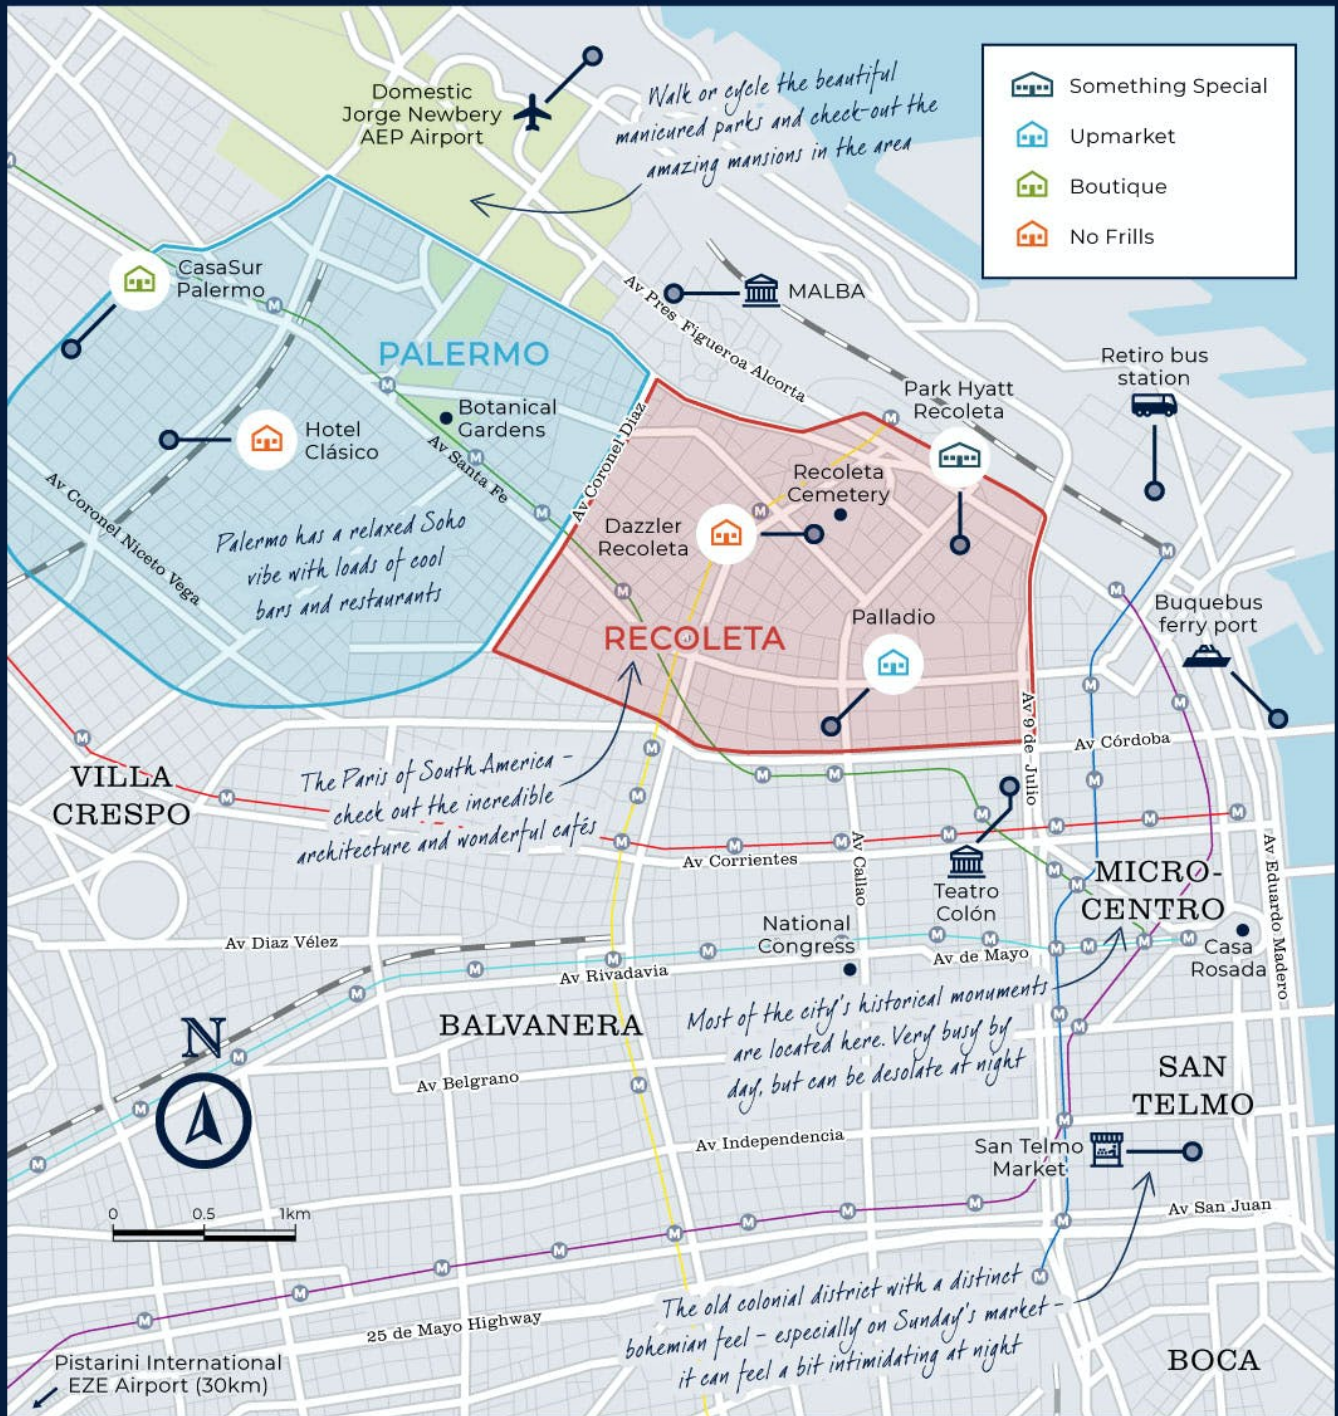 Domestic
Jorge Newbery
AEP Airport
Walk or cycle the beautiful
manicured parks and check-out the
amazing mansions in the area
Something Special
Upmarket
Boutique
No Frills
CasaSur
Palermo
MALBA
Av Pres Figueroa Alcorta
PALERMO
Retiro bus
station
Park Hyatt
Recoleta
Botanical
Gardens
Hotel
Clásico
Av Santa Fe
Av Coronel Diaz
Recoleta
Cemetery
Av Coronel Niceto Vega
Dazzler
Recoleta
Palermo has a relaxed Soho
vibe with loads of cool
bars and restaurants
Palladio
Buquebus
ferry port
RECOLETA
Av 9 de Julio
Av Córdoba
VILLA
CRESPO
The Paris of South America -
check out the incredible
architecture and wonderful cafés
Av Corrientes
Av Callao
Teatro
Colón
MICRO-
CENTRO
Av Eduardo Madero
Av Diaz Vélez
National
Congress
Casa
Rosada
Av de Mayo
Av Rivadavia
Most of the city's historical monuments
are located here. Very busy by
day, but can be desolate at night
N
BALVANERA
Av Belgrano
SAN
TELMO
Av Independencia
San Telmo
Market
Av San Juan
0 0.5 1km
The old colonial district with a distinct
bohemian feel - especially on Sunday's market -
it can feel a bit intimidating at night
25 de Mayo Highway
Pistarini International
EZE Airport (30km)
BOCA